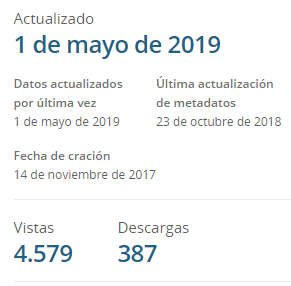 Actualizado
1 de mayo de 2019
Datos actualizados
por última vez
1 de mayo de 2019
Última actualización
de metadatos
23 de octubre de 2018
Fecha de cración
14 de noviembre de 2017
Vistas
4.579
Descargas
387